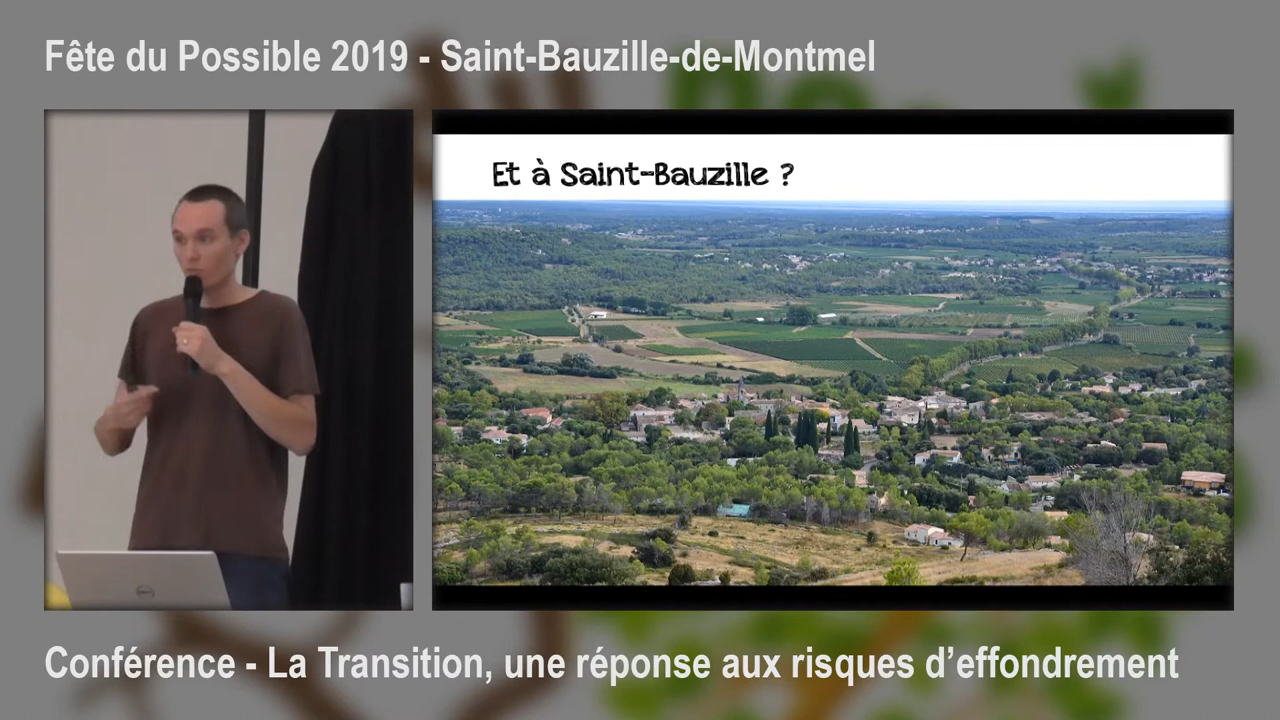 Fête du Possible 2019 - Saint-Bauzille-de-Montmel
Et à Saint-Bauzille ?
DELL
Conférence - La Transition, une réponse aux risques d’effondrement